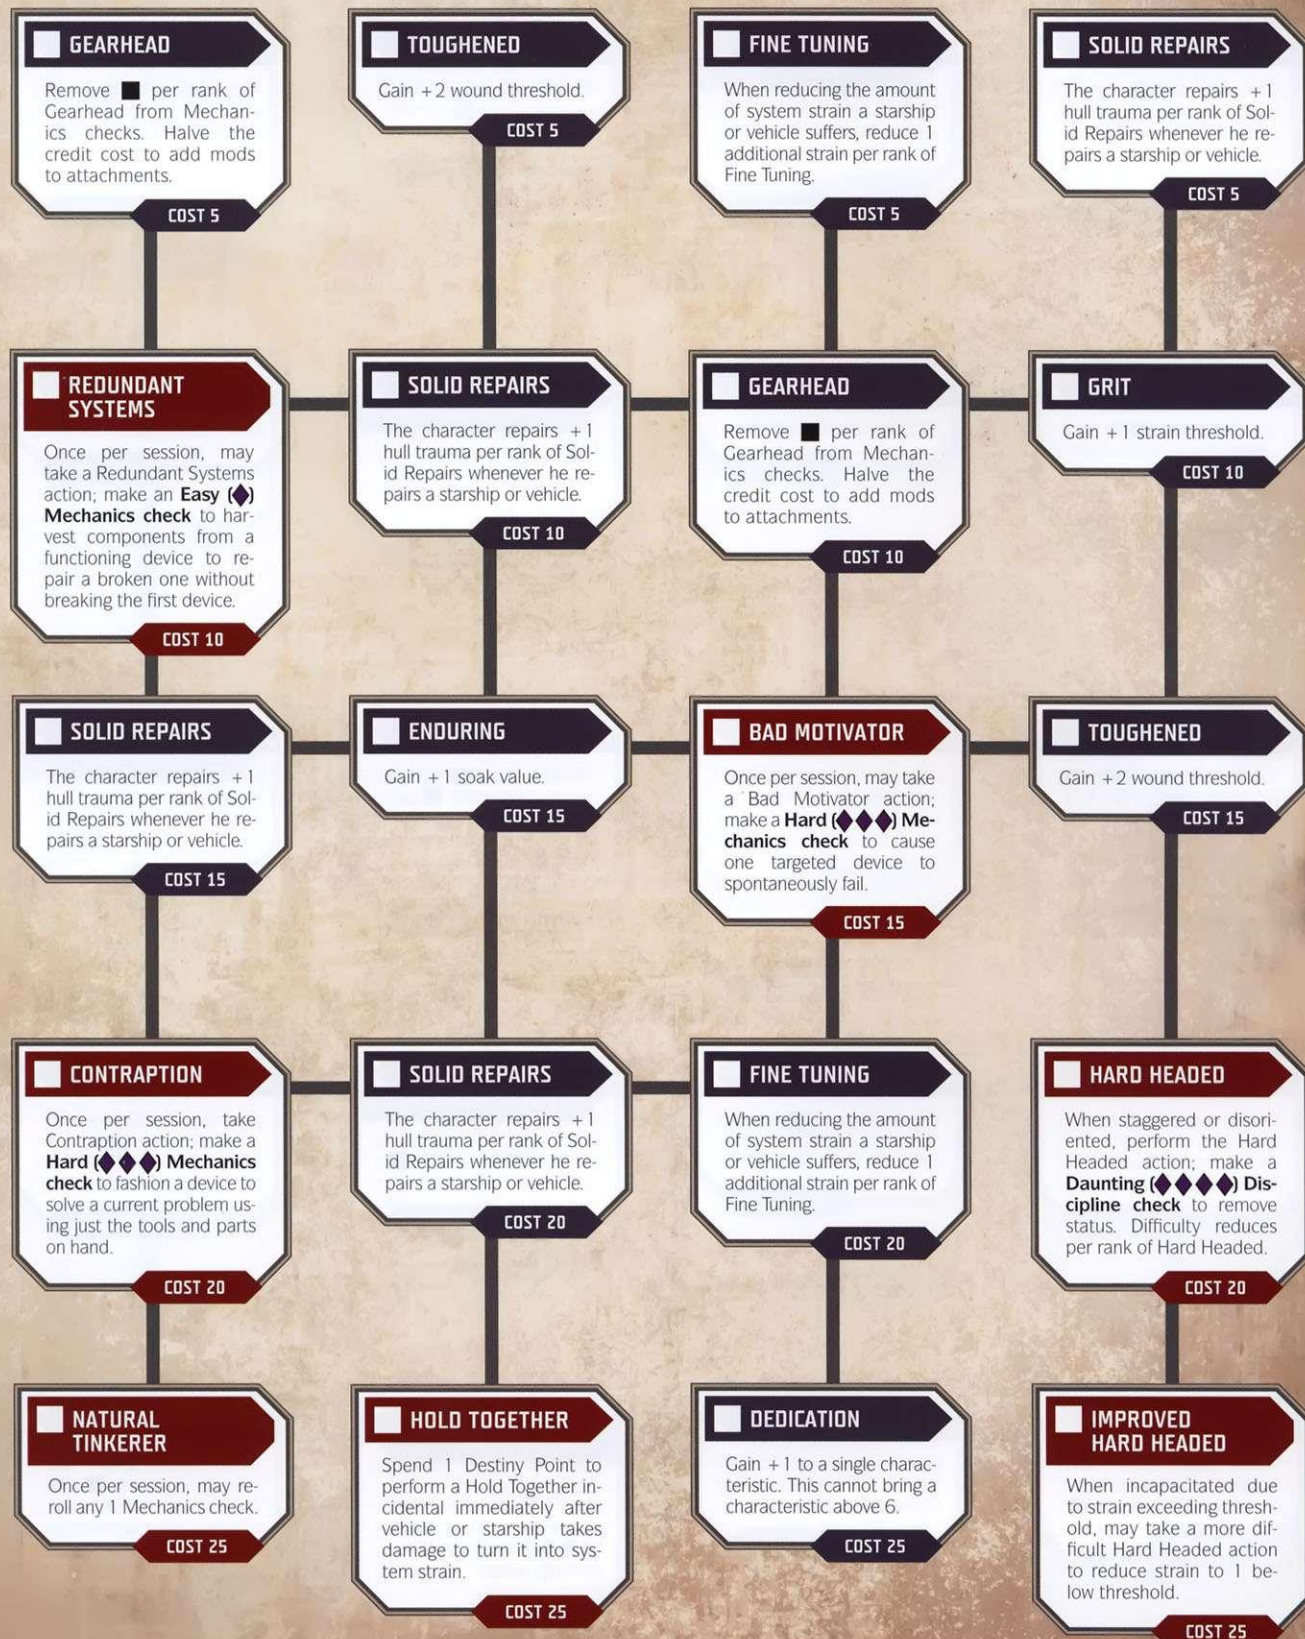 GEARHEAD
Remove ■ per rank of
Gearhead from Mechan-
ics checks. Halve the
credit cost to add mods
to attachments.
COST 5
TOUGHENED
Gain +2 wound threshold.
COST 5
FINE TUNING
When reducing the amount
of system strain a starship
or vehicle suffers, reduce 1
additional strain per rank of
Fine Tuning.
COST 5
SOLID REPAIRS
The character repairs +1
hull trauma per rank of Sol-
id Repairs whenever he re-
pairs a starship or vehicle.
COST 5
REDUNDANT
SYSTEMS
Once per session, may
take a Redundant Systems
action; make an Easy (◆)
Mechanics check to har-
vest components from a
functioning device to re-
pair a broken one without
breaking the first device.
COST 10
SOLID REPAIRS
The character repairs +1
hull trauma per rank of Sol-
id Repairs whenever he re-
pairs a starship or vehicle.
COST 10
GEARHEAD
Remove ■ per rank of
Gearhead from Mechan-
ics checks. Halve the
credit cost to add mods
to attachments.
COST 10
GRIT
Gain +1 strain threshold.
COST 10
SOLID REPAIRS
The character repairs +1
hull trauma per rank of Sol-
id Repairs whenever he re-
pairs a starship or vehicle.
COST 15
ENDURING
Gain +1 soak value.
COST 15
BAD MOTIVATOR
Once per session, may take
a Bad Motivator action;
make a Hard (◆◆◆) Me-
chanics check to cause
one targeted device to
spontaneously fail.
COST 15
TOUGHENED
Gain +2 wound threshold.
COST 15
CONTRAPTION
Once per session, take
Contraption action; make a
Hard (◆◆◆) Mechanics
check to fashion a device to
solve a current problem us-
ing just the tools and parts
on hand.
COST 20
SOLID REPAIRS
The character repairs +1
hull trauma per rank of Sol-
id Repairs whenever he re-
pairs a starship or vehicle.
COST 20
FINE TUNING
When reducing the amount
of system strain a starship
or vehicle suffers, reduce 1
additional strain per rank of
Fine Tuning.
COST 20
HARD HEADED
When staggered or disori-
ented, perform the Hard
Headed action; make a
Daunting (◆◆◆◆) Dis-
cipline check to remove
status. Difficulty reduces
per rank of Hard Headed.
COST 20
NATURAL
TINKERER
Once per session, may re-
roll any 1 Mechanics check.
COST 25
HOLD TOGETHER
Spend 1 Destiny Point to
perform a Hold Together in-
cidental immediately after
vehicle or starship takes
damage to turn it into sys-
tem strain.
COST 25
DEDICATION
Gain +1 to a single charac-
teristic. This cannot bring a
characteristic above 6.
COST 25
IMPROVED
HARD HEADED
When incapacitated due
to strain exceeding thresh-
old, may take a more dif-
ficult Hard Headed action
to reduce strain to 1 be-
low threshold.
COST 25